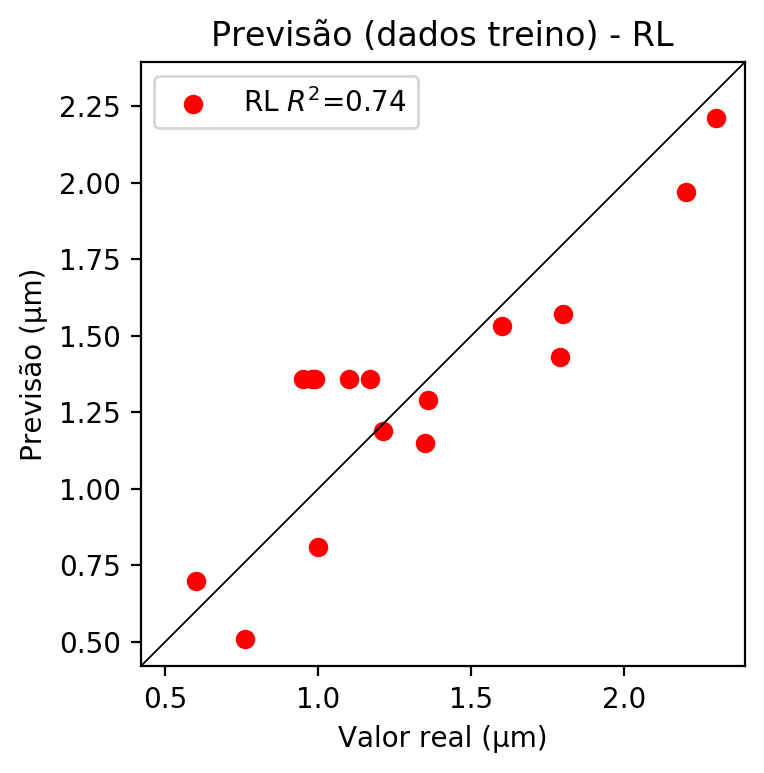 Previsão (dados treino) - RL
RL R²=0.74
2.25
2.00
1.75
1.50
1.25
1.00
0.75
0.50
Previsão (µm)
0.5 1.0 1.5 2.0
Valor real (µm)